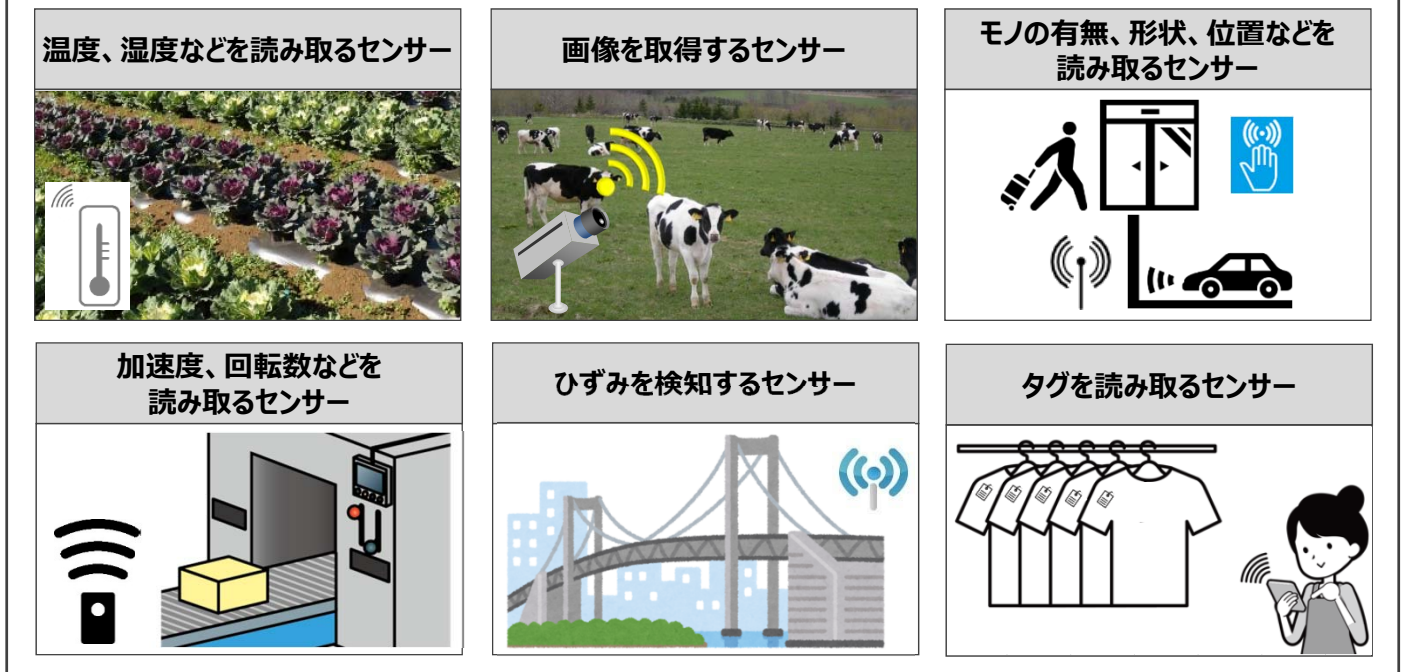 温度、湿度などを読み取るセンサー
画像を取得するセンサー
モノの有無、形状、位置などを
読み取るセンサー
加速度、回転数などを
読み取るセンサー
ひずみを検知するセンサー
タグを読み取るセンサー